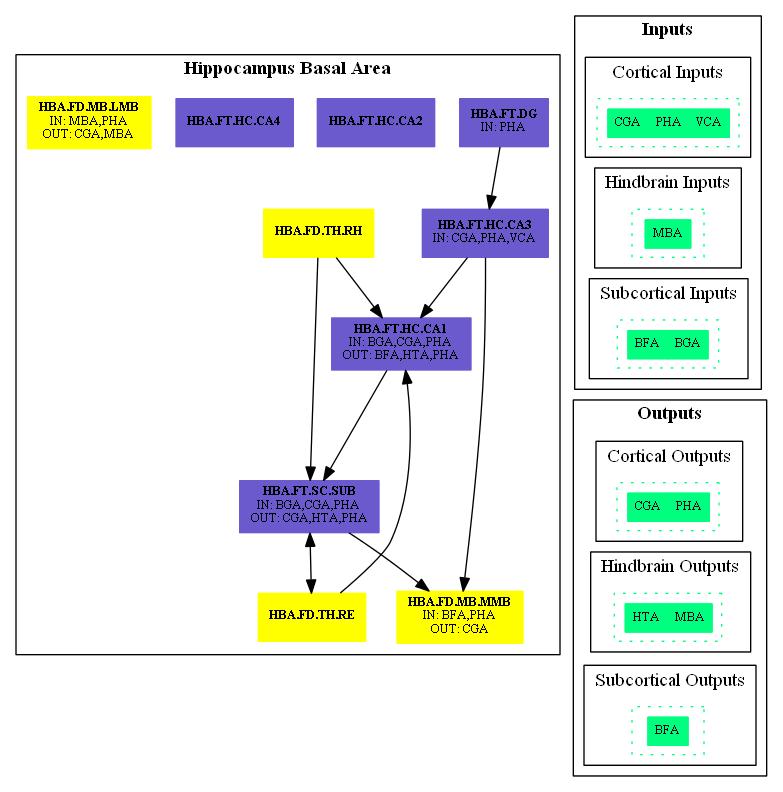 Hippocampus Basal Area
HBA.FD.MB.LMB
IN: MBA,PHA
OUT: CGA,MBA
HBA.FT.HC.CA4
HBA.FT.HC.CA2
HBA.FT.DG
IN: PHA
HBA.FD.TH.RH
HBA.FT.HC.CA3
IN: CGA,PHA,VCA
HBA.FT.HC.CA1
IN: BGA,CGA,PHA
OUT: BFA,HTA,PHA
HBA.FT.SC.SUB
IN: BGA,CGA,PHA
OUT: CGA,HTA,PHA
HBA.FD.TH.RE
HBA.FD.MB.MMB
IN: BFA,PHA
OUT: CGA
Inputs
Cortical Inputs
CGA PHA VCA
Hindbrain Inputs
MBA
Subcortical Inputs
BFA BGA
Outputs
Cortical Outputs
CGA PHA
Hindbrain Outputs
HTA MBA
Subcortical Outputs
BFA